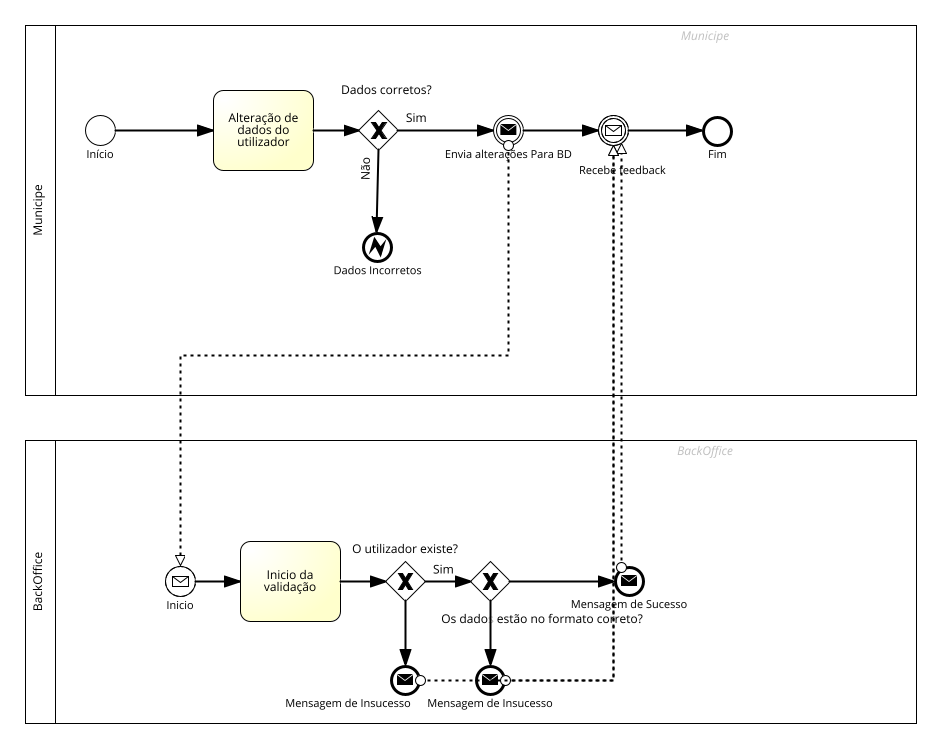 Municipe
Municipe
Dados corretos?
Início
Alteração de
dados do
utilizador
Sim
Não
Envia alterações Para BD
Recebe feedback
Fim
Dados Incorretos
BackOffice
BackOffice
Inicio
Inicio da
validação
O utilizador existe?
Sim
Os dados estão no formato correto?
Mensagem de Sucesso
Mensagem de Insucesso
Mensagem de Insucesso